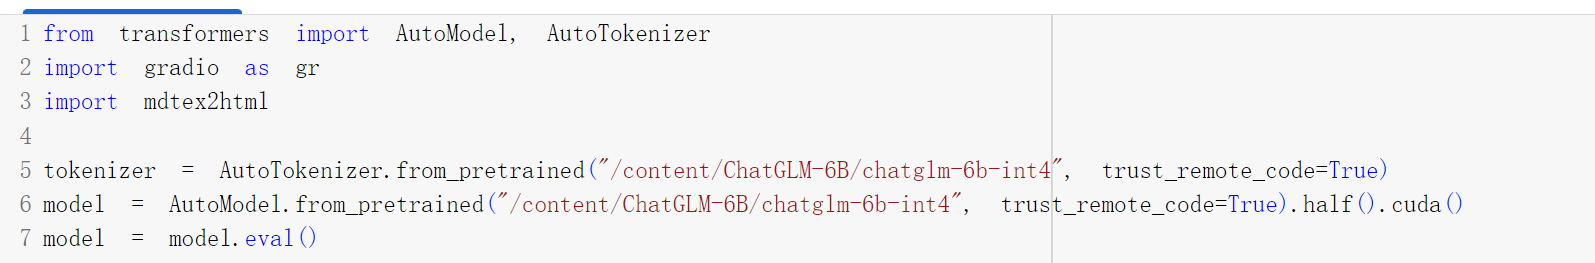 1 from transformers import AutoModel, AutoTokenizer
2 import gradio as gr
3 import mdtex2html
4
5 tokenizer = AutoTokenizer.from_pretrained("/content/ChatGLM-6B/chatglm-6b-int4", trust_remote_code=True)
6 model = AutoModel.from_pretrained("/content/ChatGLM-6B/chatglm-6b-int4", trust_remote_code=True).half().cuda()
7 model = model.eval()